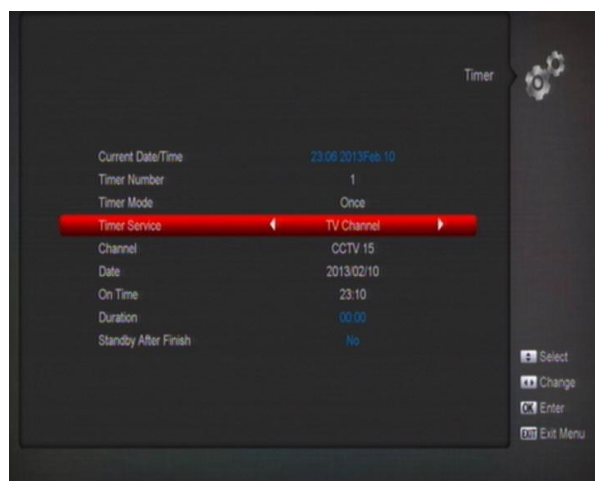 Timer
Current Date/Time 23:06 2013Feb 10
Timer Number 1
Timer Mode Once
Timer Service TV Channel
Channel CCTV 15
Date 2013/02/10
On Time 23:10
Duration 00:00
Standby After Finish No
Select
Change
OK Enter
EXIT Exit Menu